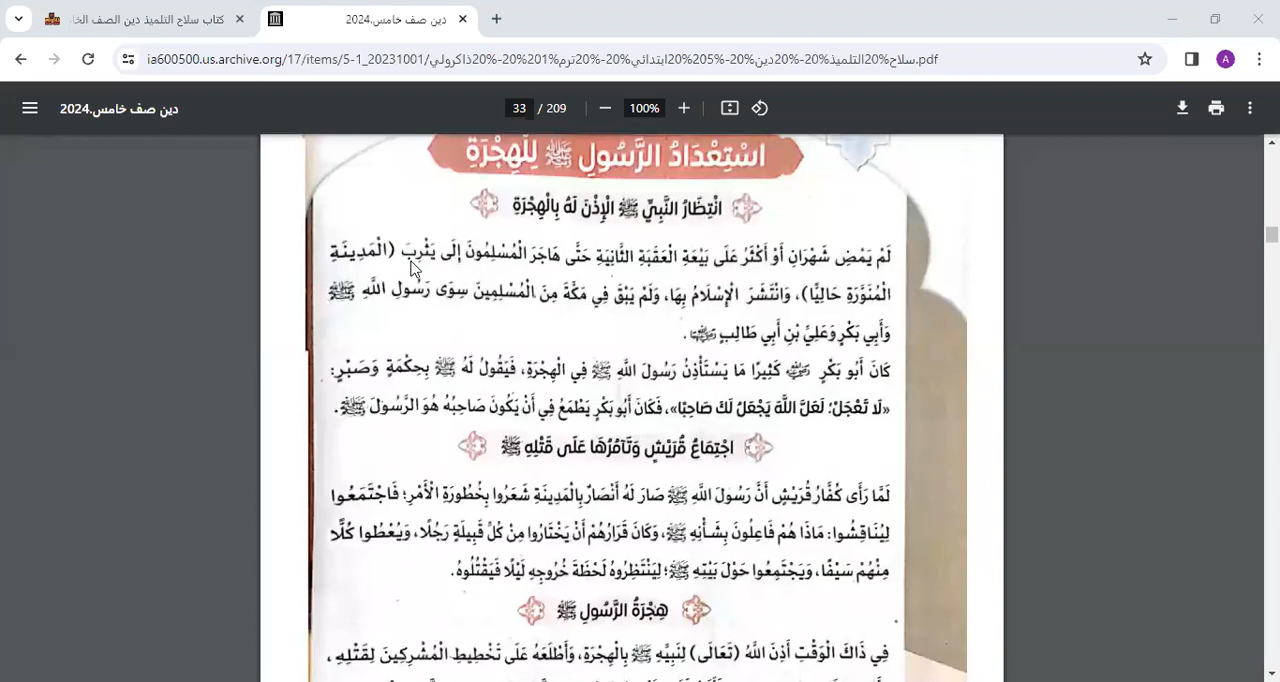 كتاب سلاح التلميذ دين الصف الخا
دين صف خامس.2024
ia600500.us.archive.org/17/items/5-1_20231001/سلاح%20التلميذ%20-%20دين%20-%205%20ابتدائي%20-%20ترم%201%20-%20ذاكرولي.pdf
A
دين صف خامس.2024
33 / 209
100%
اسْتِعْدَادُ الرَّسُولِ ﷺ لِلْهِجْرَةِ
انْتِظَارُ النَّبِيِّ ﷺ الْإِذْنَ لَهُ بِالْهِجْرَةِ
لَمْ يَمْضِ شَهْرَانِ أَوْ أَكْثَرُ عَلَى بَيْعَةِ الْعَقَبَةِ الثَّانِيَةِ حَتَّى هَاجَرَ الْمُسْلِمُونَ إِلَى يَثْرِبَ (الْمَدِينَةِ
الْمُنَوَّرَةِ حَالِيًّا)، وَانْتَشَرَ الْإِسْلَامُ بِهَا، وَلَمْ يَبْقَ فِي مَكَّةَ مِنَ الْمُسْلِمِينَ سِوَى رَسُولِ اللَّهِ ﷺ
وَأَبِي بَكْرٍ وَعَلِيِّ بْنِ أَبِي طَالِبٍ .
كَانَ أَبُو بَكْرٍ كَثِيرًا مَا يَسْتَأْذِنُ رَسُولَ اللَّهِ ﷺ فِي الْهِجْرَةِ، فَيَقُولُ لَهُ ﷺ بِحِكْمَةٍ وَصَبْرٍ:
«لَا تَعْجَلْ؛ لَعَلَّ اللَّهَ يَجْعَلُ لَكَ صَاحِبًا»، فَكَانَ أَبُو بَكْرٍ يَطْمَعُ فِي أَنْ يَكُونَ صَاحِبُهُ هُوَ الرَّسُولَ ﷺ.
اجْتِمَاعُ قُرَيْشٍ وَتَآمُرُهَا عَلَى قَتْلِهِ ﷺ
لَمَّا رَأَى كُفَّارُ قُرَيْشٍ أَنَّ رَسُولَ اللَّهِ ﷺ صَارَ لَهُ أَنْصَارٌ بِالْمَدِينَةِ شَعَرُوا بِخُطُورَةِ الْأَمْرِ؛ فَاجْتَمَعُوا
لِيُنَاقِشُوا: مَاذَا هُمْ فَاعِلُونَ بِشَأْنِهِ ﷺ، وَكَانَ قَرَارُهُمْ أَنْ يَخْتَارُوا مِنْ كُلِّ قَبِيلَةٍ رَجُلًا، وَيُعْطُوا كُلًّا
مِنْهُمْ سَيْفًا، وَيَجْتَمِعُوا حَوْلَ بَيْتِهِ ﷺ؛ لِيَنْتَظِرُوهُ لَحْظَةَ خُرُوجِهِ لَيْلًا فَيَقْتُلُوهُ.
هِجْرَةُ الرَّسُولِ ﷺ
فِي ذَاكَ الْوَقْتِ أَذِنَ اللَّهُ (تَعَالَى) لِنَبِيِّهِ ﷺ بِالْهِجْرَةِ، وَأَطْلَعَهُ عَلَى تَخْطِيطِ الْمُشْرِكِينَ لِقَتْلِهِ ،